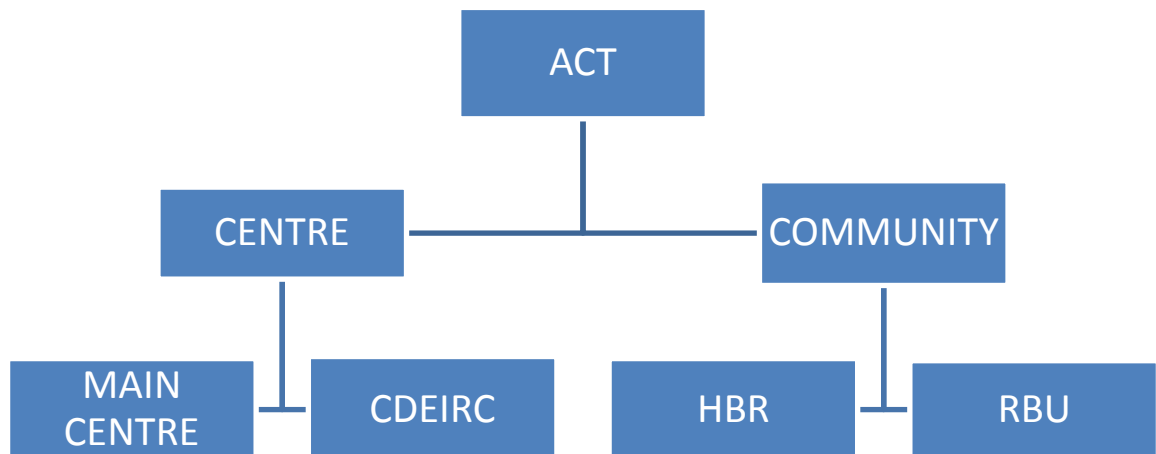 ACT
CENTRE
COMMUNITY
MAIN
CENTRE
CDEIRC
HBR
RBU